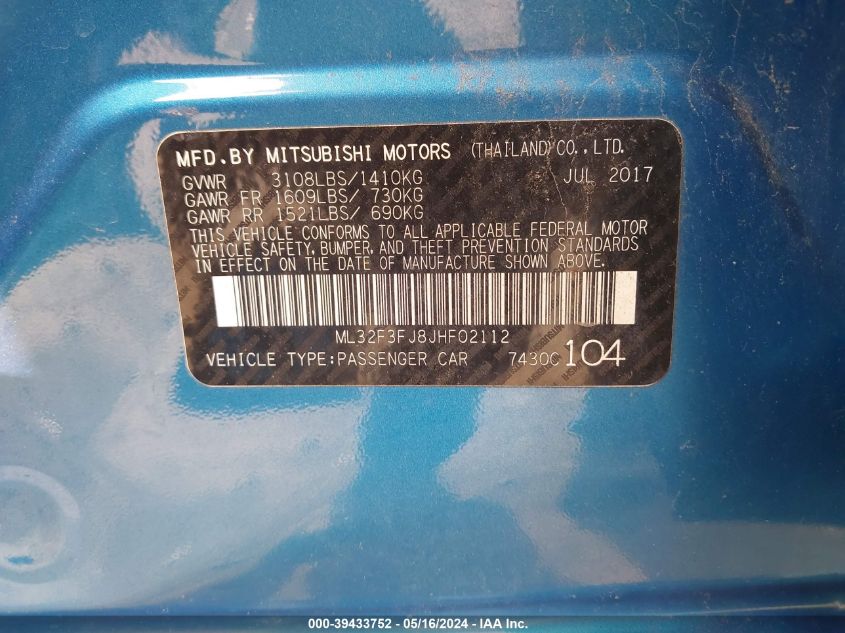 MFD.BY MITSUBISHI MOTORS (THAILAND)CO.,LTD.
GVWR 3108LBS/1410KG JUL 2017
GAWR FR 1609LBS/ 730KG
GAWR RR 1521LBS/ 690KG
THIS VEHICLE CONFORMS TO ALL APPLICABLE FEDERAL MOTOR
VEHICLE SAFETY, BUMPER, AND THEFT PREVENTION STANDARDS
IN EFFECT ON THE DATE OF MANUFACTURE SHOWN ABOVE.
ML32F3FJ8JHF02112
VEHICLE TYPE:PASSENGER CAR 7430C 104
000-39433752 - 05/16/2024 - IAA Inc.